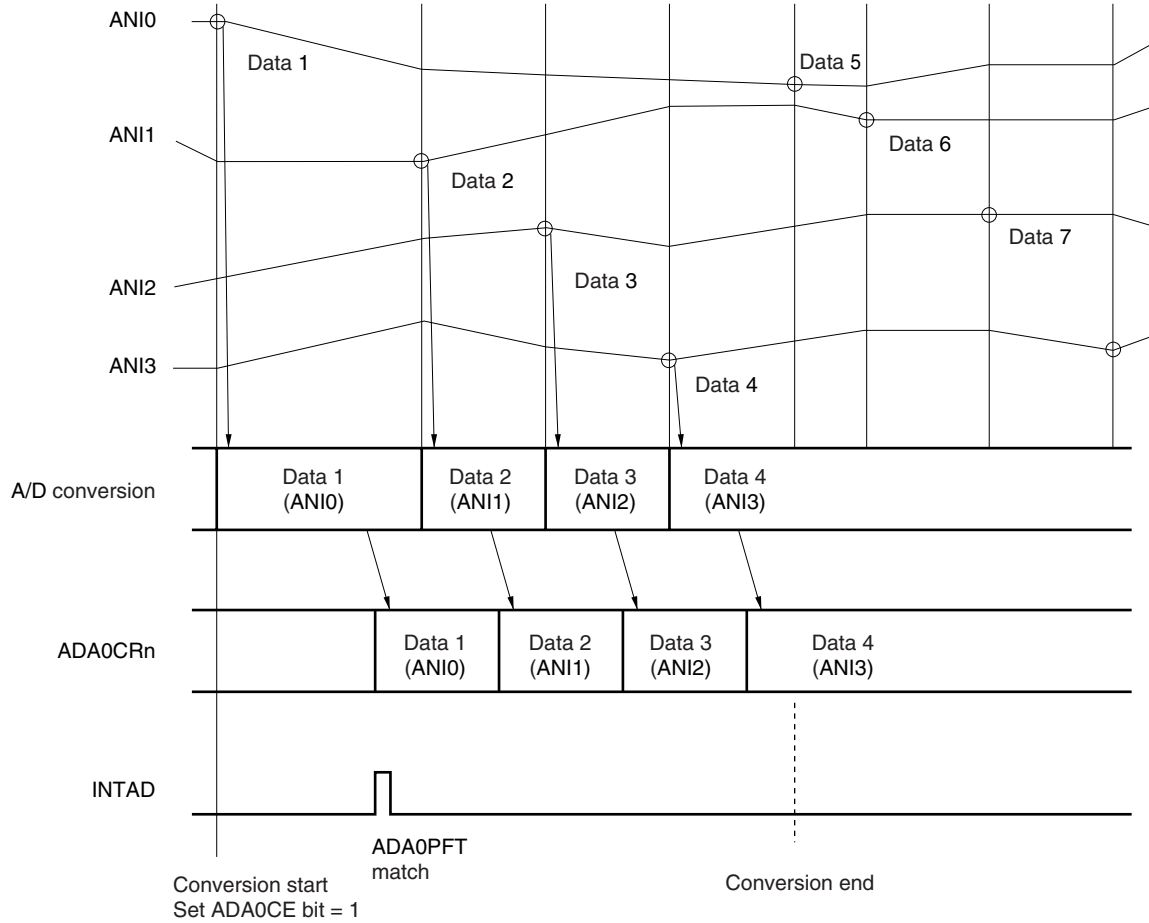 ANI0
Data 1
Data 5
ANI1
Data 6
Data 2
Data 7
ANI2
Data 3
ANI3
Data 4
A/D conversion
Data 1
(ANI0)
Data 2
(ANI1)
Data 3
(ANI2)
Data 4
(ANI3)
ADA0CRn
Data 1
(ANI0)
Data 2
(ANI1)
Data 3
(ANI2)
Data 4
(ANI3)
INTAD
ADA0PFT
match
Conversion start
Set ADA0CE bit = 1
Conversion end